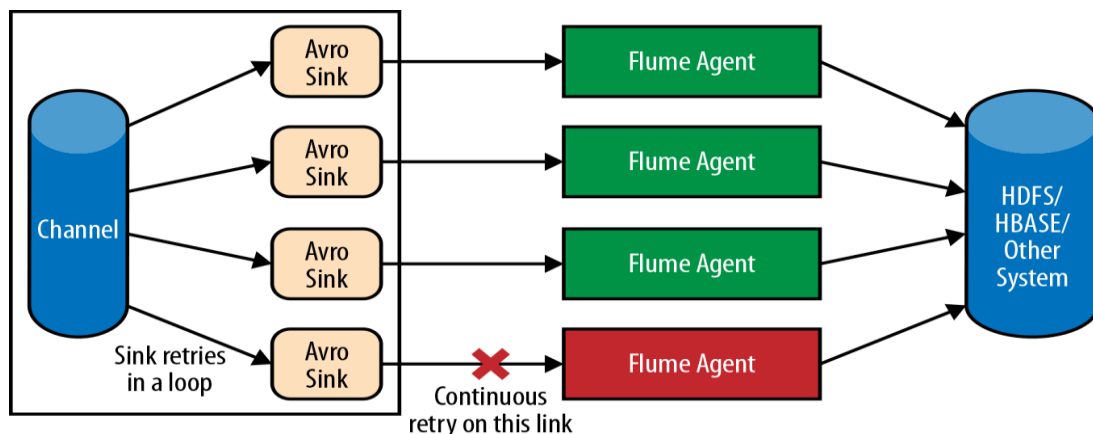 Avro
Sink
Flume Agent
Avro
Sink
Flume Agent
Channel
HDFS/
HBASE/
Other
System
Avro
Sink
Flume Agent
Sink retries
in a loop
Avro
Sink
Flume Agent
Continuous
retry on this link